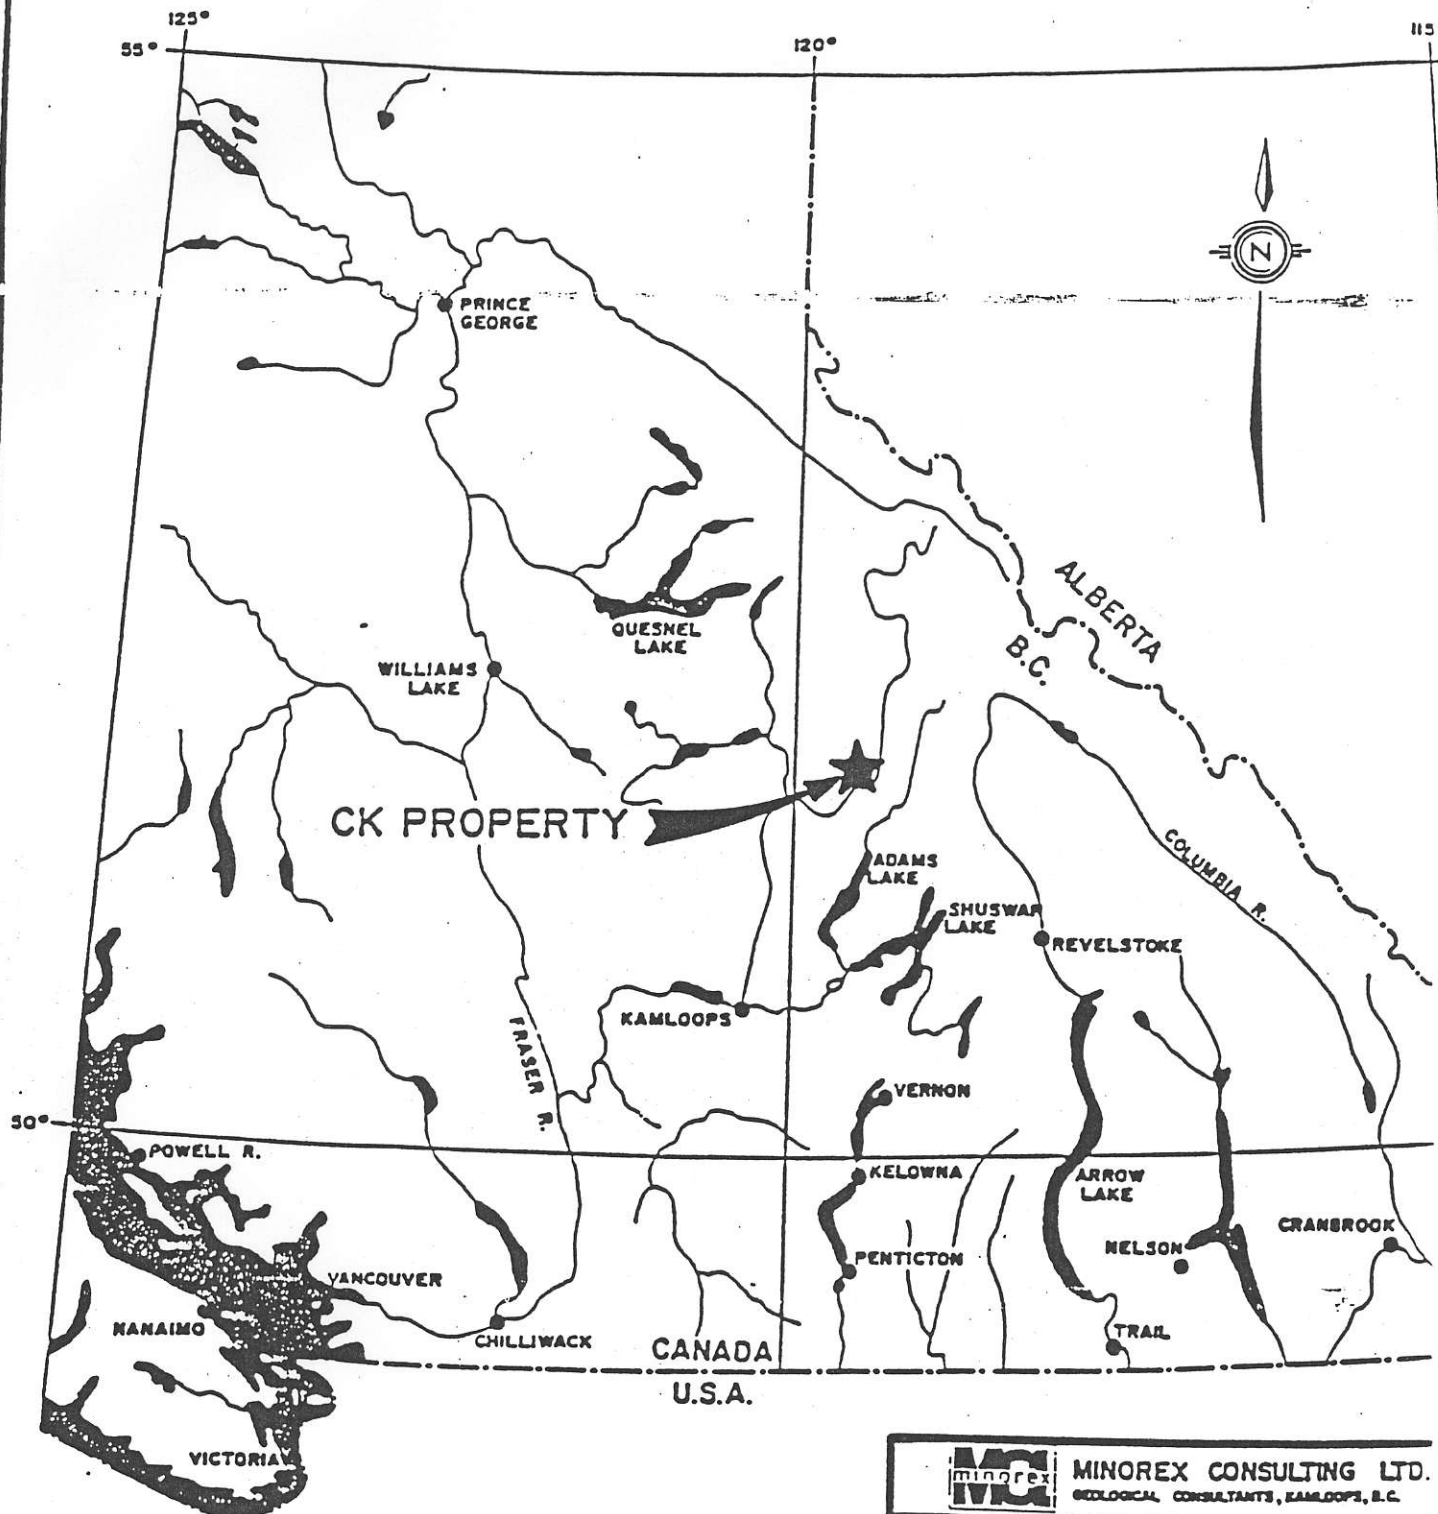 125°
120°
115
55°
N
PRINCE
GEORGE
ALBERTA
B.C.
QUESNEL
LAKE
WILLIAMS
LAKE
CK PROPERTY
ADAMS
LAKE
COLUMBIA R.
SHUSWAP
LAKE
REVELSTOKE
KAMLOOPS
FRASER R.
VERNON
50°
POWELL R.
KELOWNA
ARROW
LAKE
CRANBROOK
NELSON
PENTICTON
VANCOUVER
NANAIMO
CHILLIWACK
TRAIL
CANADA
U.S.A.
VICTORIA
minorex
MINOREX CONSULTING LTD.
GEOLOGICAL CONSULTANTS, KAMLOOPS, B.C.